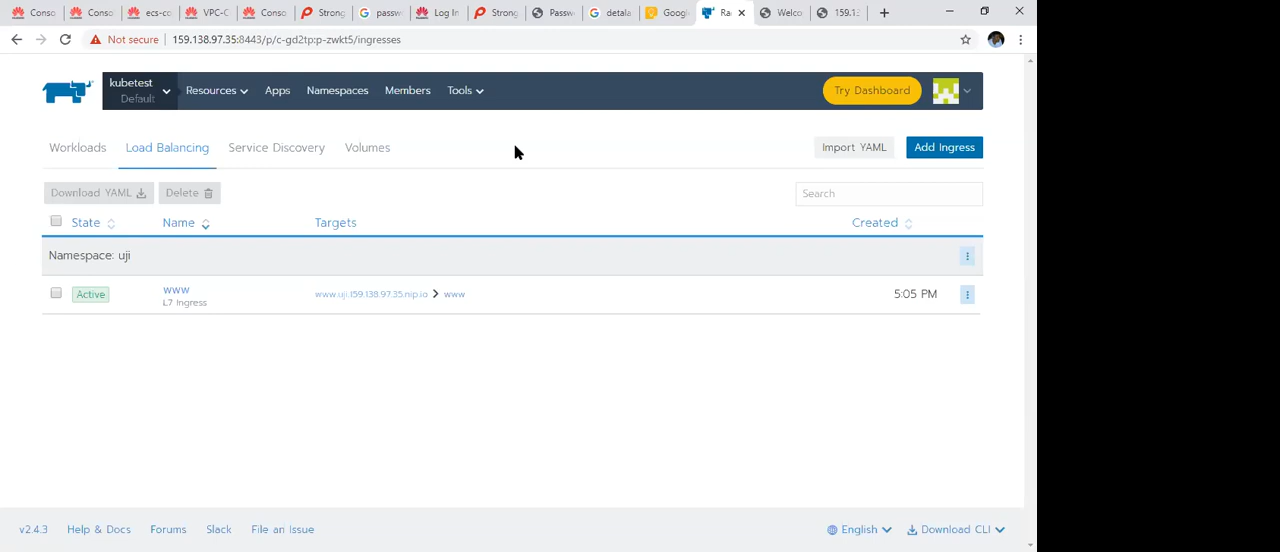 Conso
Conso
ecs-co
VPC-C
Conso
Strong
passw
Log In
Strong
Passw
detala
Google
Ra
Welco
159.13
Not secure 159.138.97.35:8443/p/c-gd2tp:p-zwkt5/ingresses
kubetest
Default
Resources Apps Namespaces Members Tools
Try Dashboard
Workloads Load Balancing Service Discovery Volumes
Import YAML Add Ingress
Download YAML Delete
Search
State Name Targets Created
Namespace: uji
Active www www.uji.159.138.97.35.nip.io > www 5:05 PM
L7 Ingress
v2.4.3 Help & Docs Forums Slack File an Issue English Download CLI